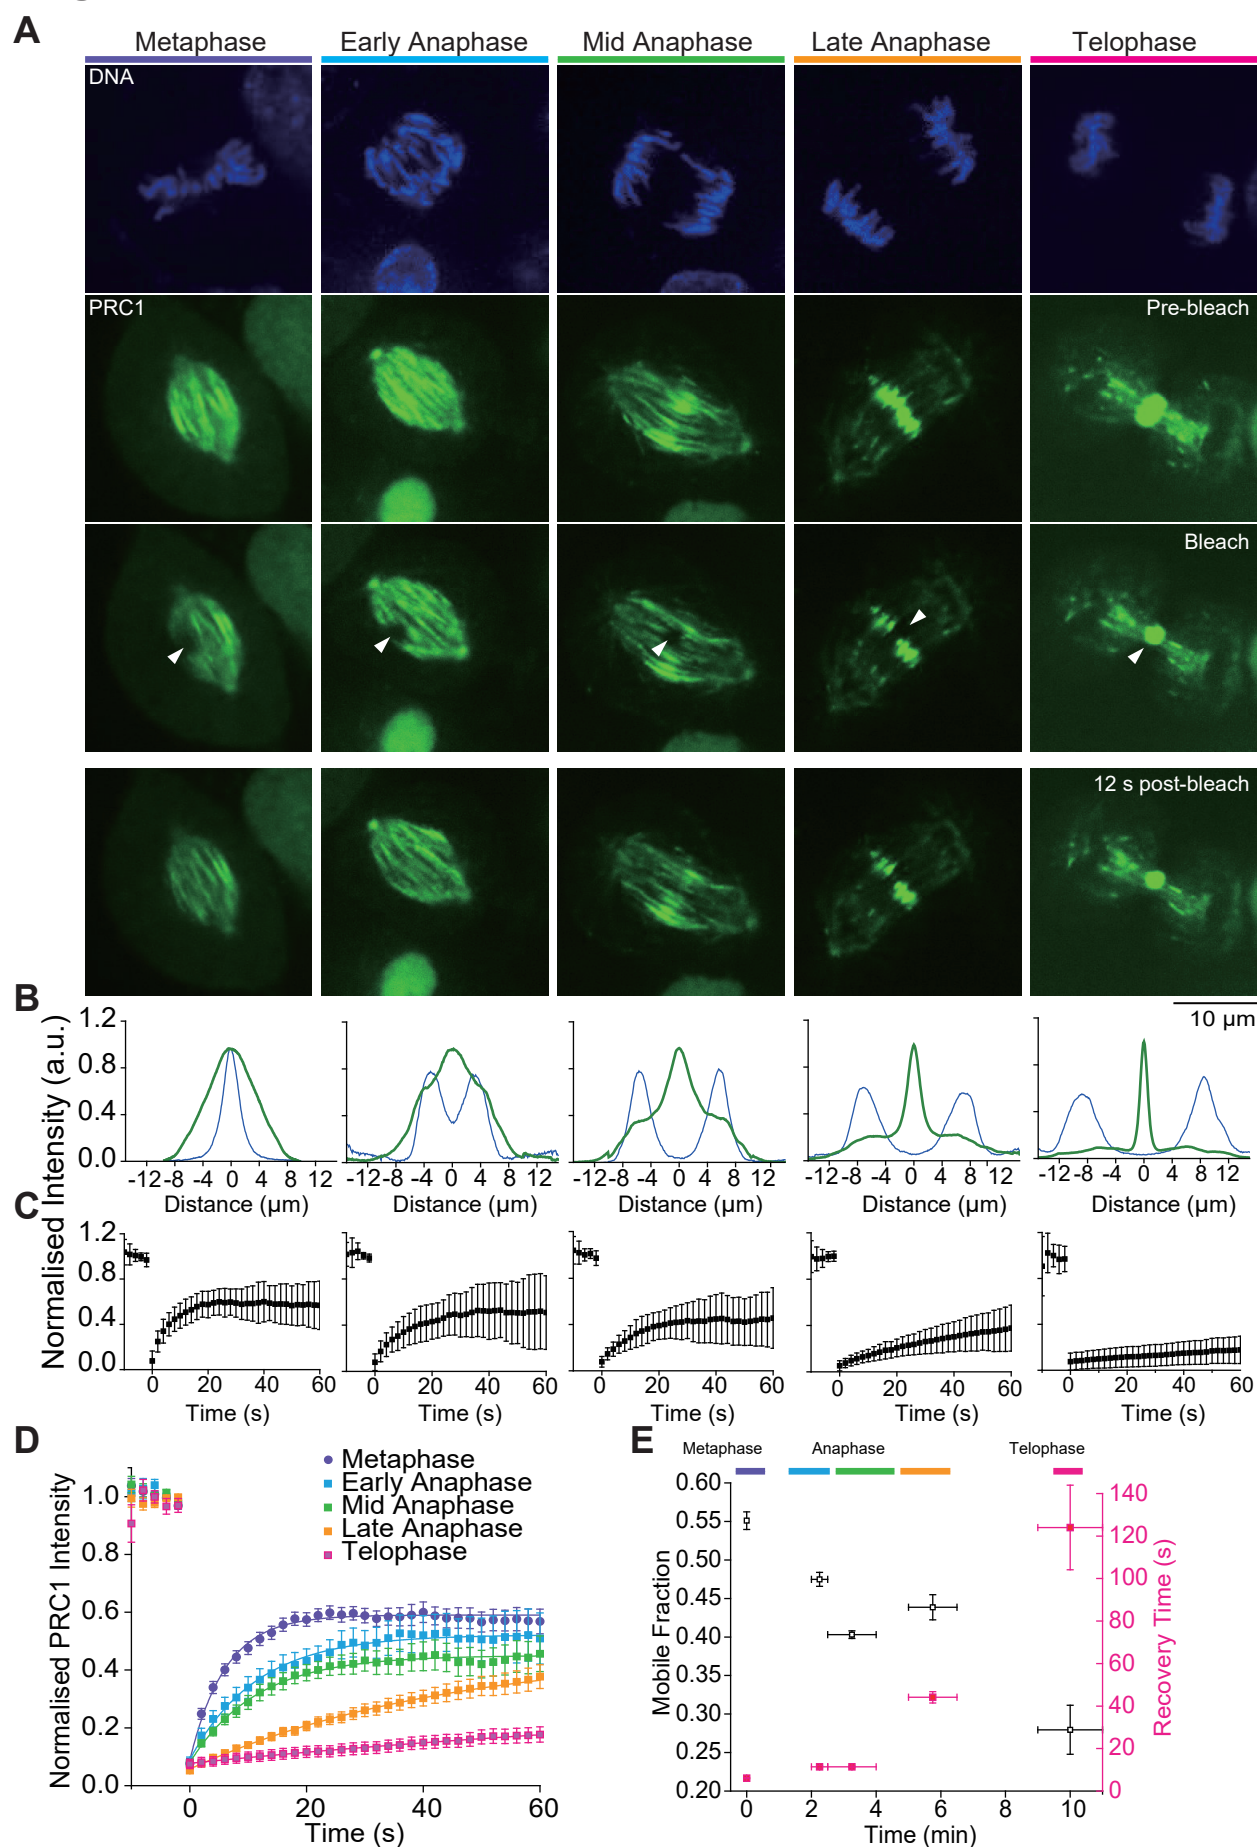 A
Metaphase Early Anaphase Mid Anaphase Late Anaphase Telophase
DNA
PRC1 Pre-bleach
Bleach
12 s post-bleach
10 µm
B
Normalised Intensity (a.u.)
1.2
0.8
0.4
0.0
-12 -8 -4 0 4 8 12 -12 -8 -4 0 4 8 12 -12 -8 -4 0 4 8 12 -12 -8 -4 0 4 8 12 -12 -8 -4 0 4 8 12
Distance (µm) Distance (µm) Distance (µm) Distance (µm) Distance (µm)
C
1.2
0.8
0.4
0.0
0 20 40 60 0 20 40 60 0 20 40 60 0 20 40 60 0 20 40 60
Time (s) Time (s) Time (s) Time (s) Time (s)
D
Normalised PRC1 Intensity
Metaphase
Early Anaphase
Mid Anaphase
Late Anaphase
Telophase
1.0
0.8
0.6
0.4
0.2
0.0
0 20 40 60
Time (s)
E
Metaphase Anaphase Telophase
Mobile Fraction
0.60
0.55
0.50
0.45
0.40
0.35
0.30
0.25
0.20
0 2 4 6 8 10
Time (min)
140
120
100
80
60
40
20
0
Recovery Time (s)